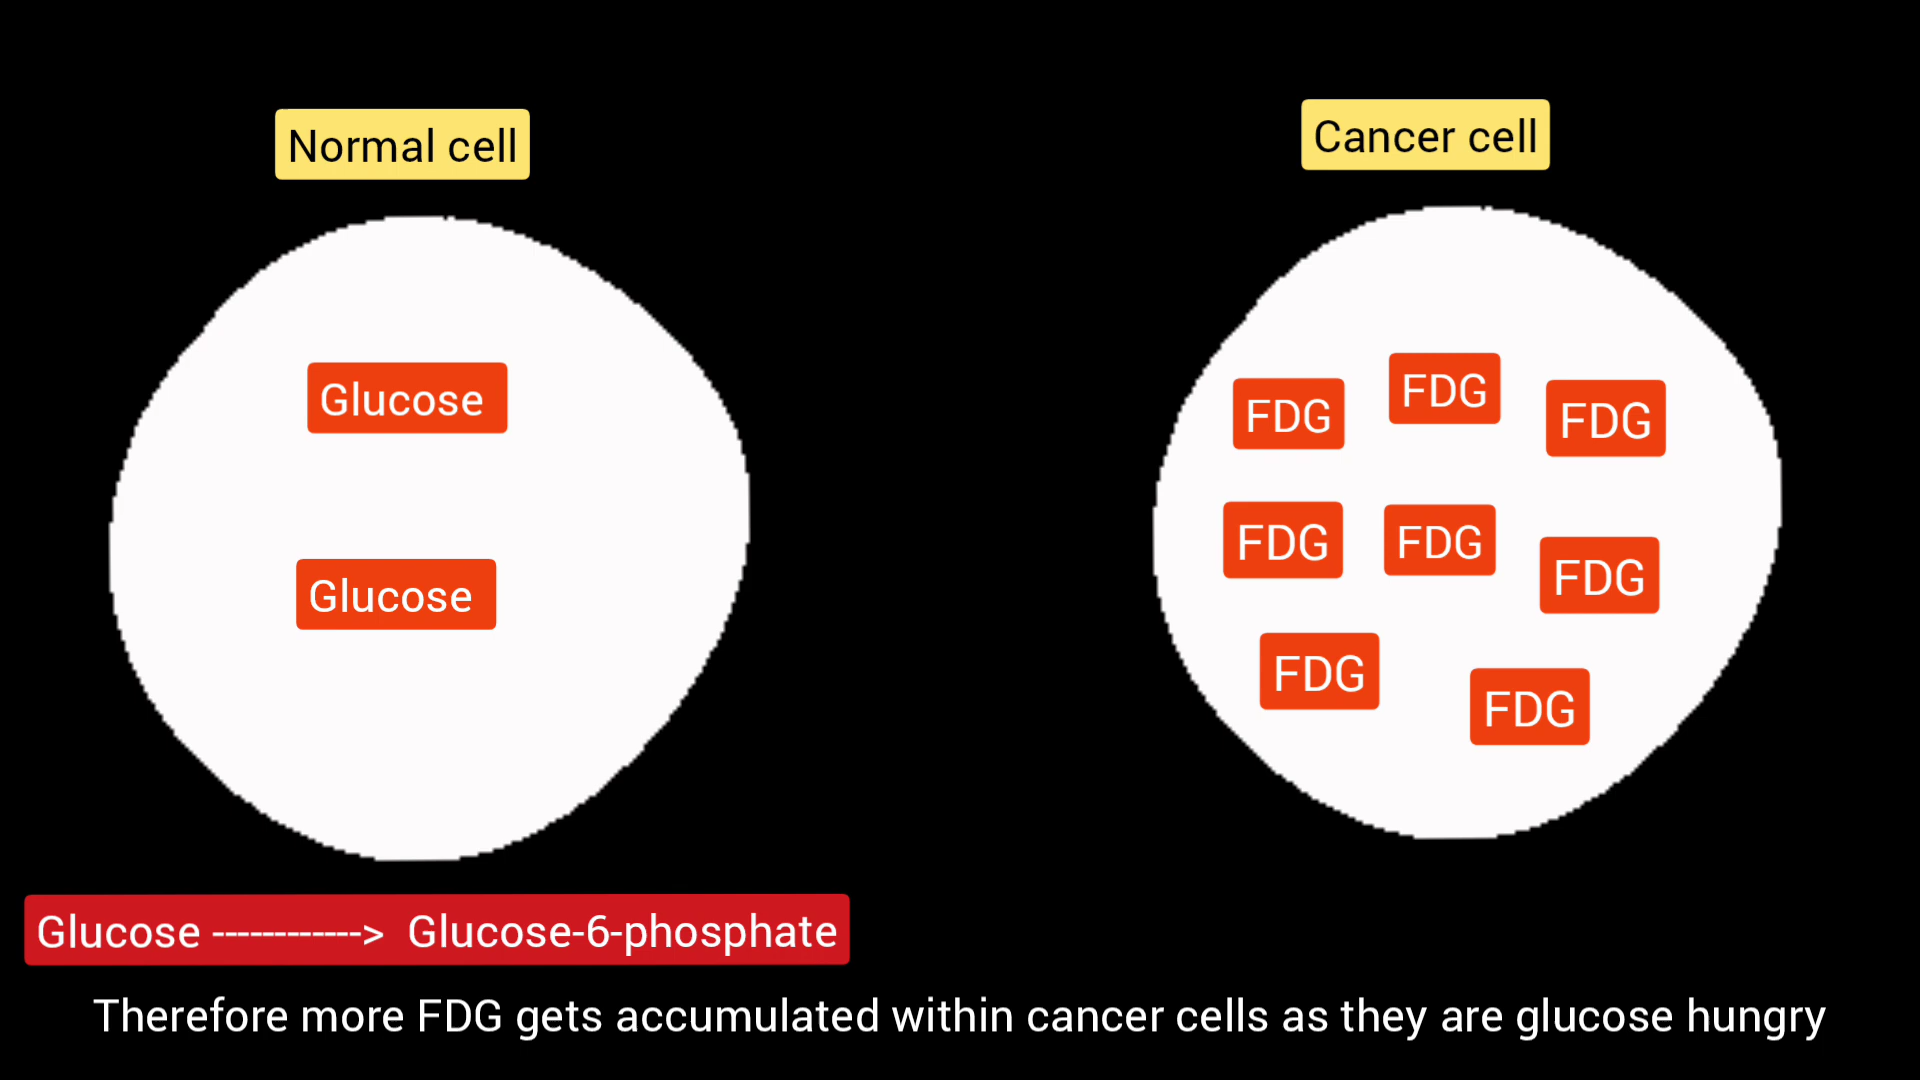 Normal cell
Cancer cell
Glucose
Glucose
FDG
FDG
FDG
FDG
FDG
FDG
FDG
FDG
Glucose ------------> Glucose-6-phosphate
Therefore more FDG gets accumulated within cancer cells as they are glucose hungry